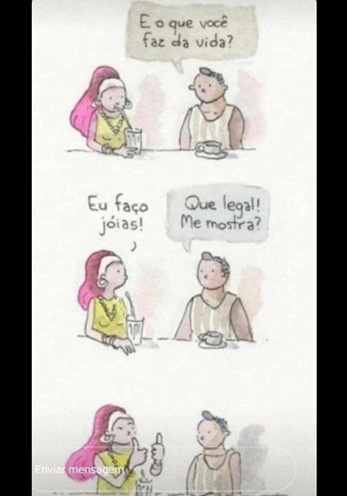 E o que você
faz da vida?
Eu faço
jóias!
Que legal!
Me mostra?
Enviar mensagem